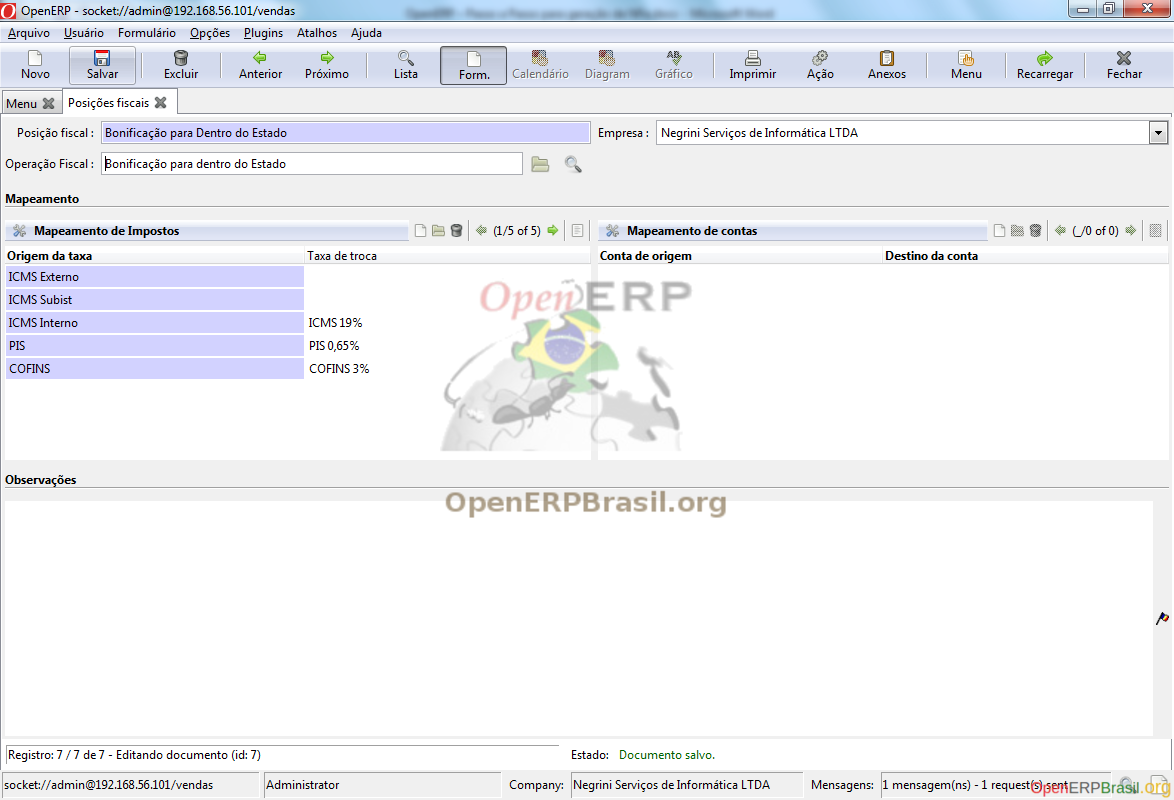 OpenERP - socket://admin@192.168.56.101/vendas
Arquivo Usuário Formulário Opções Plugins Atalhos Ajuda
Novo Salvar Excluir Anterior Próximo Lista Form. Calendário Diagram Gráfico Imprimir Ação Anexos Menu Recarregar Fechar
Menu Posições fiscais
Posição fiscal : Bonificação para Dentro do Estado Empresa : Negrini Serviços de Informática LTDA
Operação Fiscal : Bonificação para dentro do Estado
Mapeamento
Mapeamento de Impostos (1/5 of 5) Mapeamento de contas (_/0 of 0)
Origem da taxa Taxa de troca Conta de origem Destino da conta
ICMS Externo
ICMS Subist
ICMS Interno ICMS 19%
PIS PIS 0,65%
COFINS COFINS 3%
OpenERP
Observações
OpenERPBrasil.org
Registro: 7 / 7 de 7 - Editando documento (id: 7) Estado: Documento salvo.
socket://admin@192.168.56.101/vendas Administrator Company: Negrini Serviços de Informática LTDA Mensagens: 1 mensagem(ns) - 1 request(s) sent
OpenERPBrasil.org